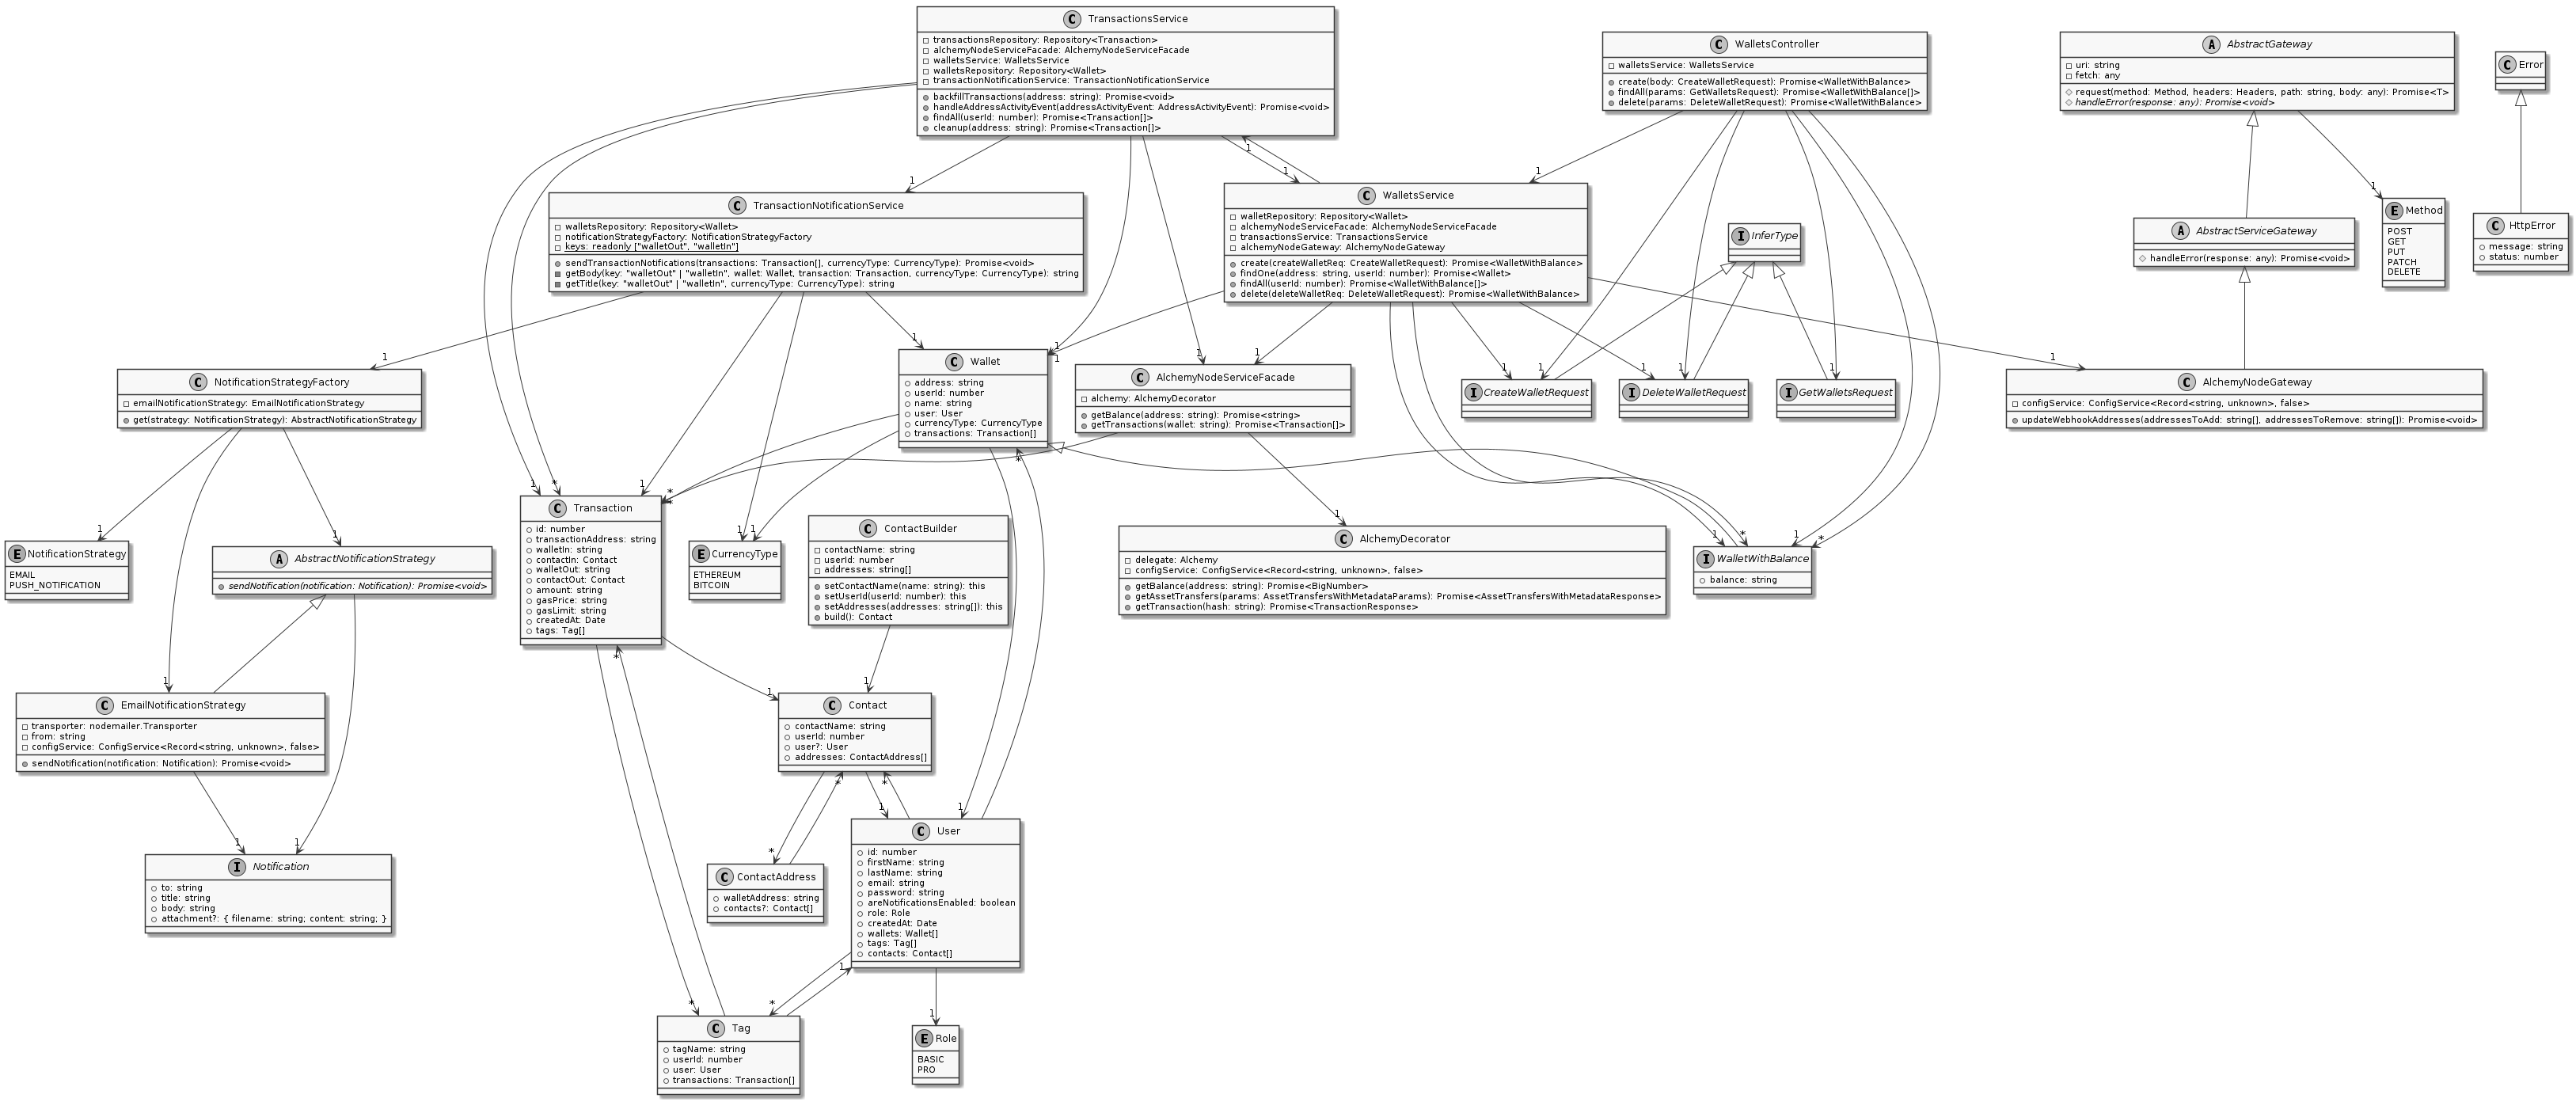 C TransactionsService
transactionsRepository: Repository<Transaction>
alchemyNodeServiceFacade: AlchemyNodeServiceFacade
walletsService: WalletsService
walletsRepository: Repository<Wallet>
transactionNotificationService: TransactionNotificationService
backfillTransactions(address: string): Promise<void>
handleAddressActivityEvent(addressActivityEvent: AddressActivityEvent): Promise<void>
findAll(userId: number): Promise<Transaction[]>
cleanup(address: string): Promise<Transaction[]>
C WalletsController
walletsService: WalletsService
create(body: CreateWalletRequest): Promise<WalletWithBalance>
findAll(params: GetWalletsRequest): Promise<WalletWithBalance[]>
delete(params: DeleteWalletRequest): Promise<WalletWithBalance>
A AbstractGateway
uri: string
fetch: any
request(method: Method, headers: Headers, path: string, body: any): Promise<T>
handleError(response: any): Promise<void>
C Error
1
1
1
1
1
C TransactionNotificationService
walletsRepository: Repository<Wallet>
notificationStrategyFactory: NotificationStrategyFactory
keys: readonly ["walletOut", "walletIn"]
sendTransactionNotifications(transactions: Transaction[], currencyType: CurrencyType): Promise<void>
getBody(key: "walletOut" | "walletIn", wallet: Wallet, transaction: Transaction, currencyType: CurrencyType): string
getTitle(key: "walletOut" | "walletIn", currencyType: CurrencyType): string
C WalletsService
walletRepository: Repository<Wallet>
alchemyNodeServiceFacade: AlchemyNodeServiceFacade
transactionsService: TransactionsService
alchemyNodeGateway: AlchemyNodeGateway
create(createWalletReq: CreateWalletRequest): Promise<WalletWithBalance>
findOne(address: string, userId: number): Promise<Wallet>
findAll(userId: number): Promise<WalletWithBalance[]>
delete(deleteWalletReq: DeleteWalletRequest): Promise<WalletWithBalance>
I InferType
A AbstractServiceGateway
handleError(response: any): Promise<void>
E Method
POST
GET
PUT
PATCH
DELETE
C HttpError
message: string
status: number
1
1
1
1
1
1
1
1
1
1
1
1
C NotificationStrategyFactory
emailNotificationStrategy: EmailNotificationStrategy
get(strategy: NotificationStrategy): AbstractNotificationStrategy
C Wallet
address: string
userId: number
name: string
user: User
currencyType: CurrencyType
transactions: Transaction[]
C AlchemyNodeServiceFacade
alchemy: AlchemyDecorator
getBalance(address: string): Promise<string>
getTransactions(wallet: string): Promise<Transaction[]>
I CreateWalletRequest
I DeleteWalletRequest
I GetWalletsRequest
C AlchemyNodeGateway
configService: ConfigService<Record<string, unknown>, false>
updateWebhookAddresses(addressesToAdd: string[], addressesToRemove: string[]): Promise<void>
1
1
1
*
1
*
*
1
1
*
1
1
*
1
*
E NotificationStrategy
EMAIL
PUSH_NOTIFICATION
A AbstractNotificationStrategy
sendNotification(notification: Notification): Promise<void>
C Transaction
id: number
transactionAddress: string
walletIn: string
contactIn: Contact
walletOut: string
contactOut: Contact
amount: string
gasPrice: string
gasLimit: string
createdAt: Date
tags: Tag[]
E CurrencyType
ETHEREUM
BITCOIN
C ContactBuilder
contactName: string
userId: number
addresses: string[]
setContactName(name: string): this
setUserId(userId: number): this
setAddresses(addresses: string[]): this
build(): Contact
C AlchemyDecorator
delegate: Alchemy
configService: ConfigService<Record<string, unknown>, false>
getBalance(address: string): Promise<BigNumber>
getAssetTransfers(params: AssetTransfersWithMetadataParams): Promise<AssetTransfersWithMetadataResponse>
getTransaction(hash: string): Promise<TransactionResponse>
I WalletWithBalance
balance: string
*
1
1
1
C EmailNotificationStrategy
transporter: nodemailer.Transporter
from: string
configService: ConfigService<Record<string, unknown>, false>
sendNotification(notification: Notification): Promise<void>
C Contact
contactName: string
userId: number
user?: User
addresses: ContactAddress[]
*
*
1
1
1
1
*
I Notification
to: string
title: string
body: string
attachment?: { filename: string; content: string; }
C ContactAddress
walletAddress: string
contacts?: Contact[]
C User
id: number
firstName: string
lastName: string
email: string
password: string
areNotificationsEnabled: boolean
role: Role
createdAt: Date
wallets: Wallet[]
tags: Tag[]
contacts: Contact[]
1
*
*
1
C Tag
tagName: string
userId: number
user: User
transactions: Transaction[]
E Role
BASIC
PRO